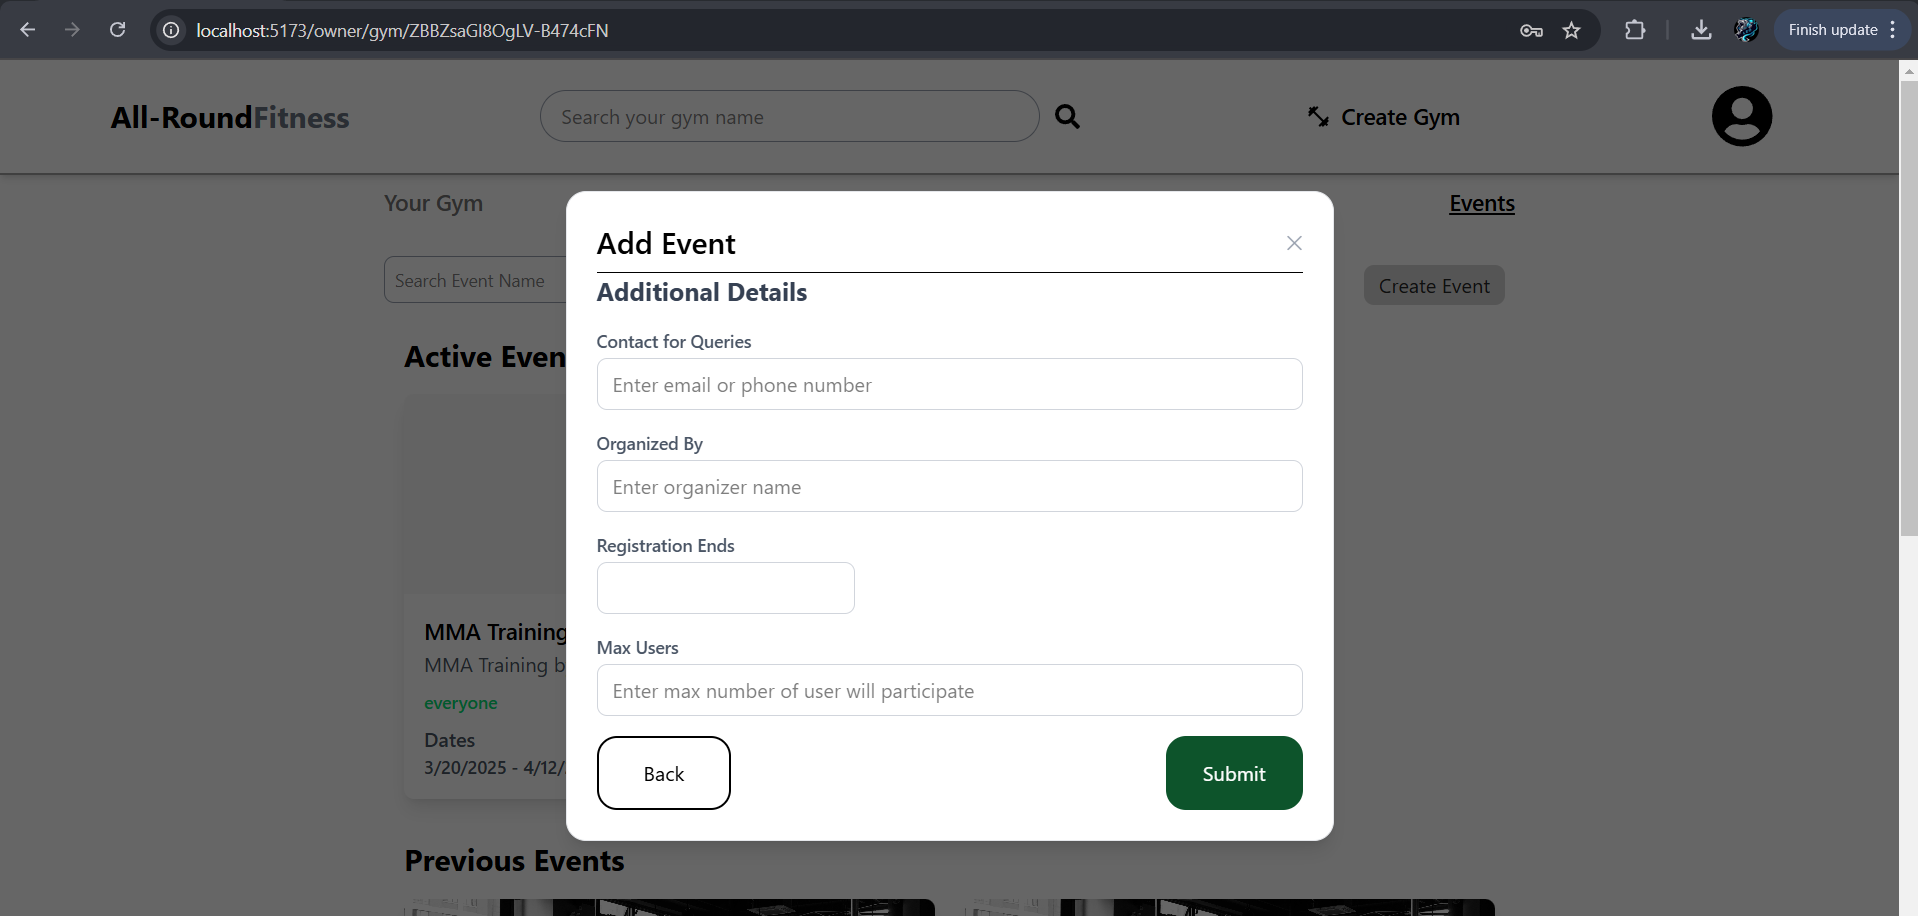 localhost:5173/owner/gym/ZBBZsaGl8OgLV-B474cFN
Finish update
All-RoundFitness
Search your gym name
Create Gym
Your Gym
Events
Search Event Name
Create Event
Active Even
MMA Training
MMA Training b
everyone
Dates
3/20/2025 - 4/12/
Add Event
Additional Details
Contact for Queries
Enter email or phone number
Organized By
Enter organizer name
Registration Ends
Max Users
Enter max number of user will participate
Back
Submit
Previous Events